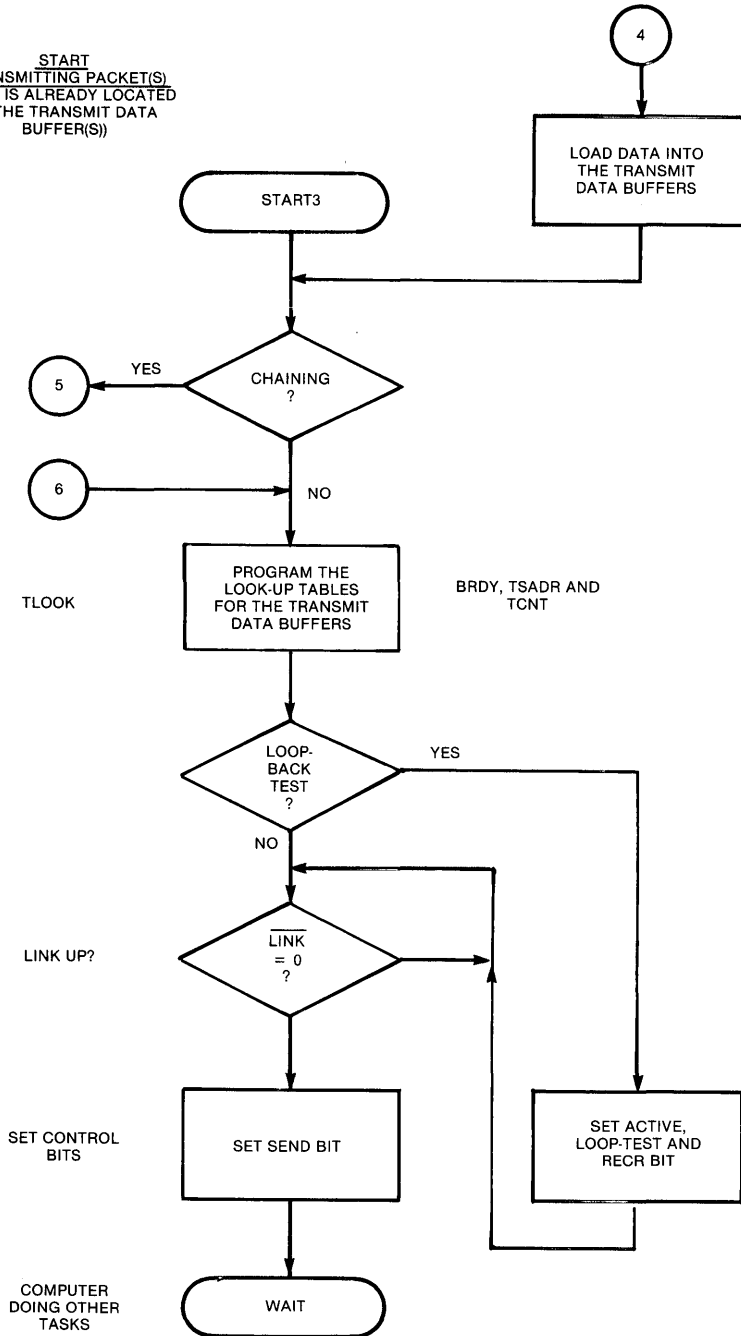 START
NSMITTING PACKET(S)
IS ALREADY LOCATED
THE TRANSMIT DATA
BUFFER(S))
4
LOAD DATA INTO
THE TRANSMIT
DATA BUFFERS
START3
CHAINING
?
YES
5
6
NO
TLOOK
PROGRAM THE
LOOK-UP TABLES
FOR THE TRANSMIT
DATA BUFFERS
BRDY, TSADR AND
TCNT
LOOP-
BACK
TEST
?
YES
NO
LINK UP?
LINK
= 0
?
SET CONTROL
BITS
SET SEND BIT
SET ACTIVE,
LOOP-TEST AND
RECR BIT
COMPUTER
DOING OTHER
TASKS
WAIT